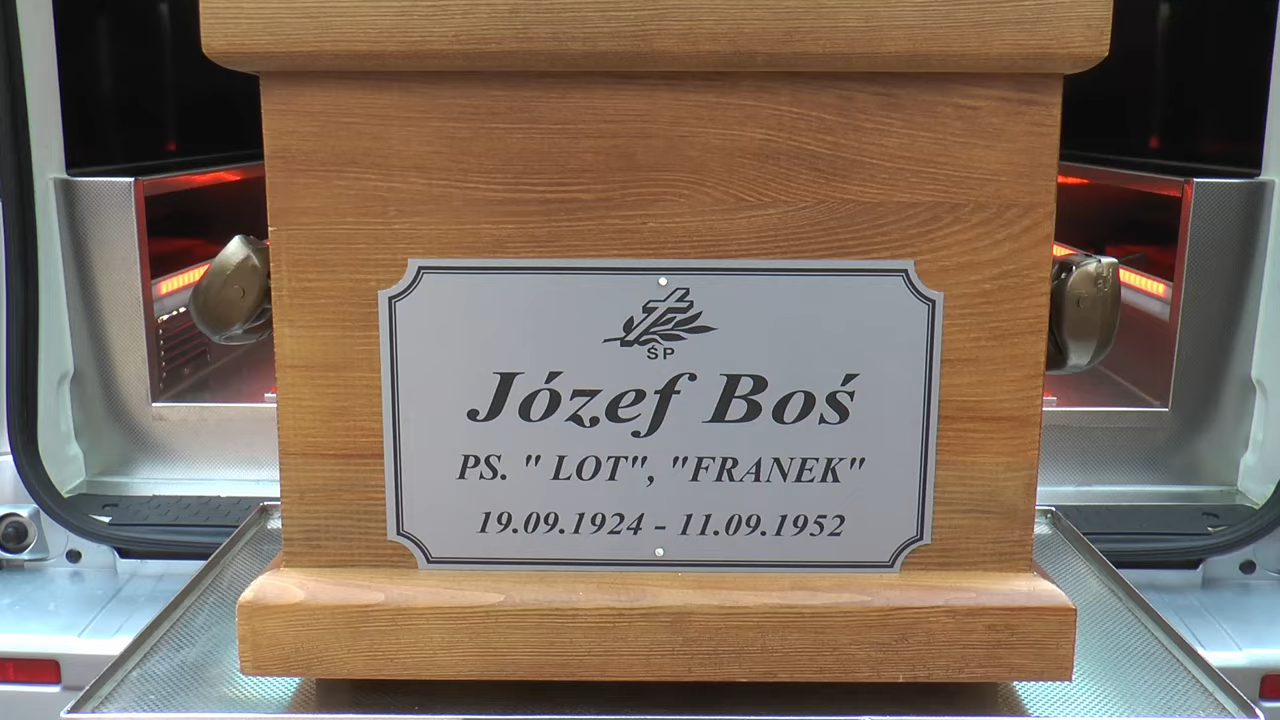 ŚP
Józef Boś
PS. " LOT", "FRANEK"
19.09.1924 - 11.09.1952